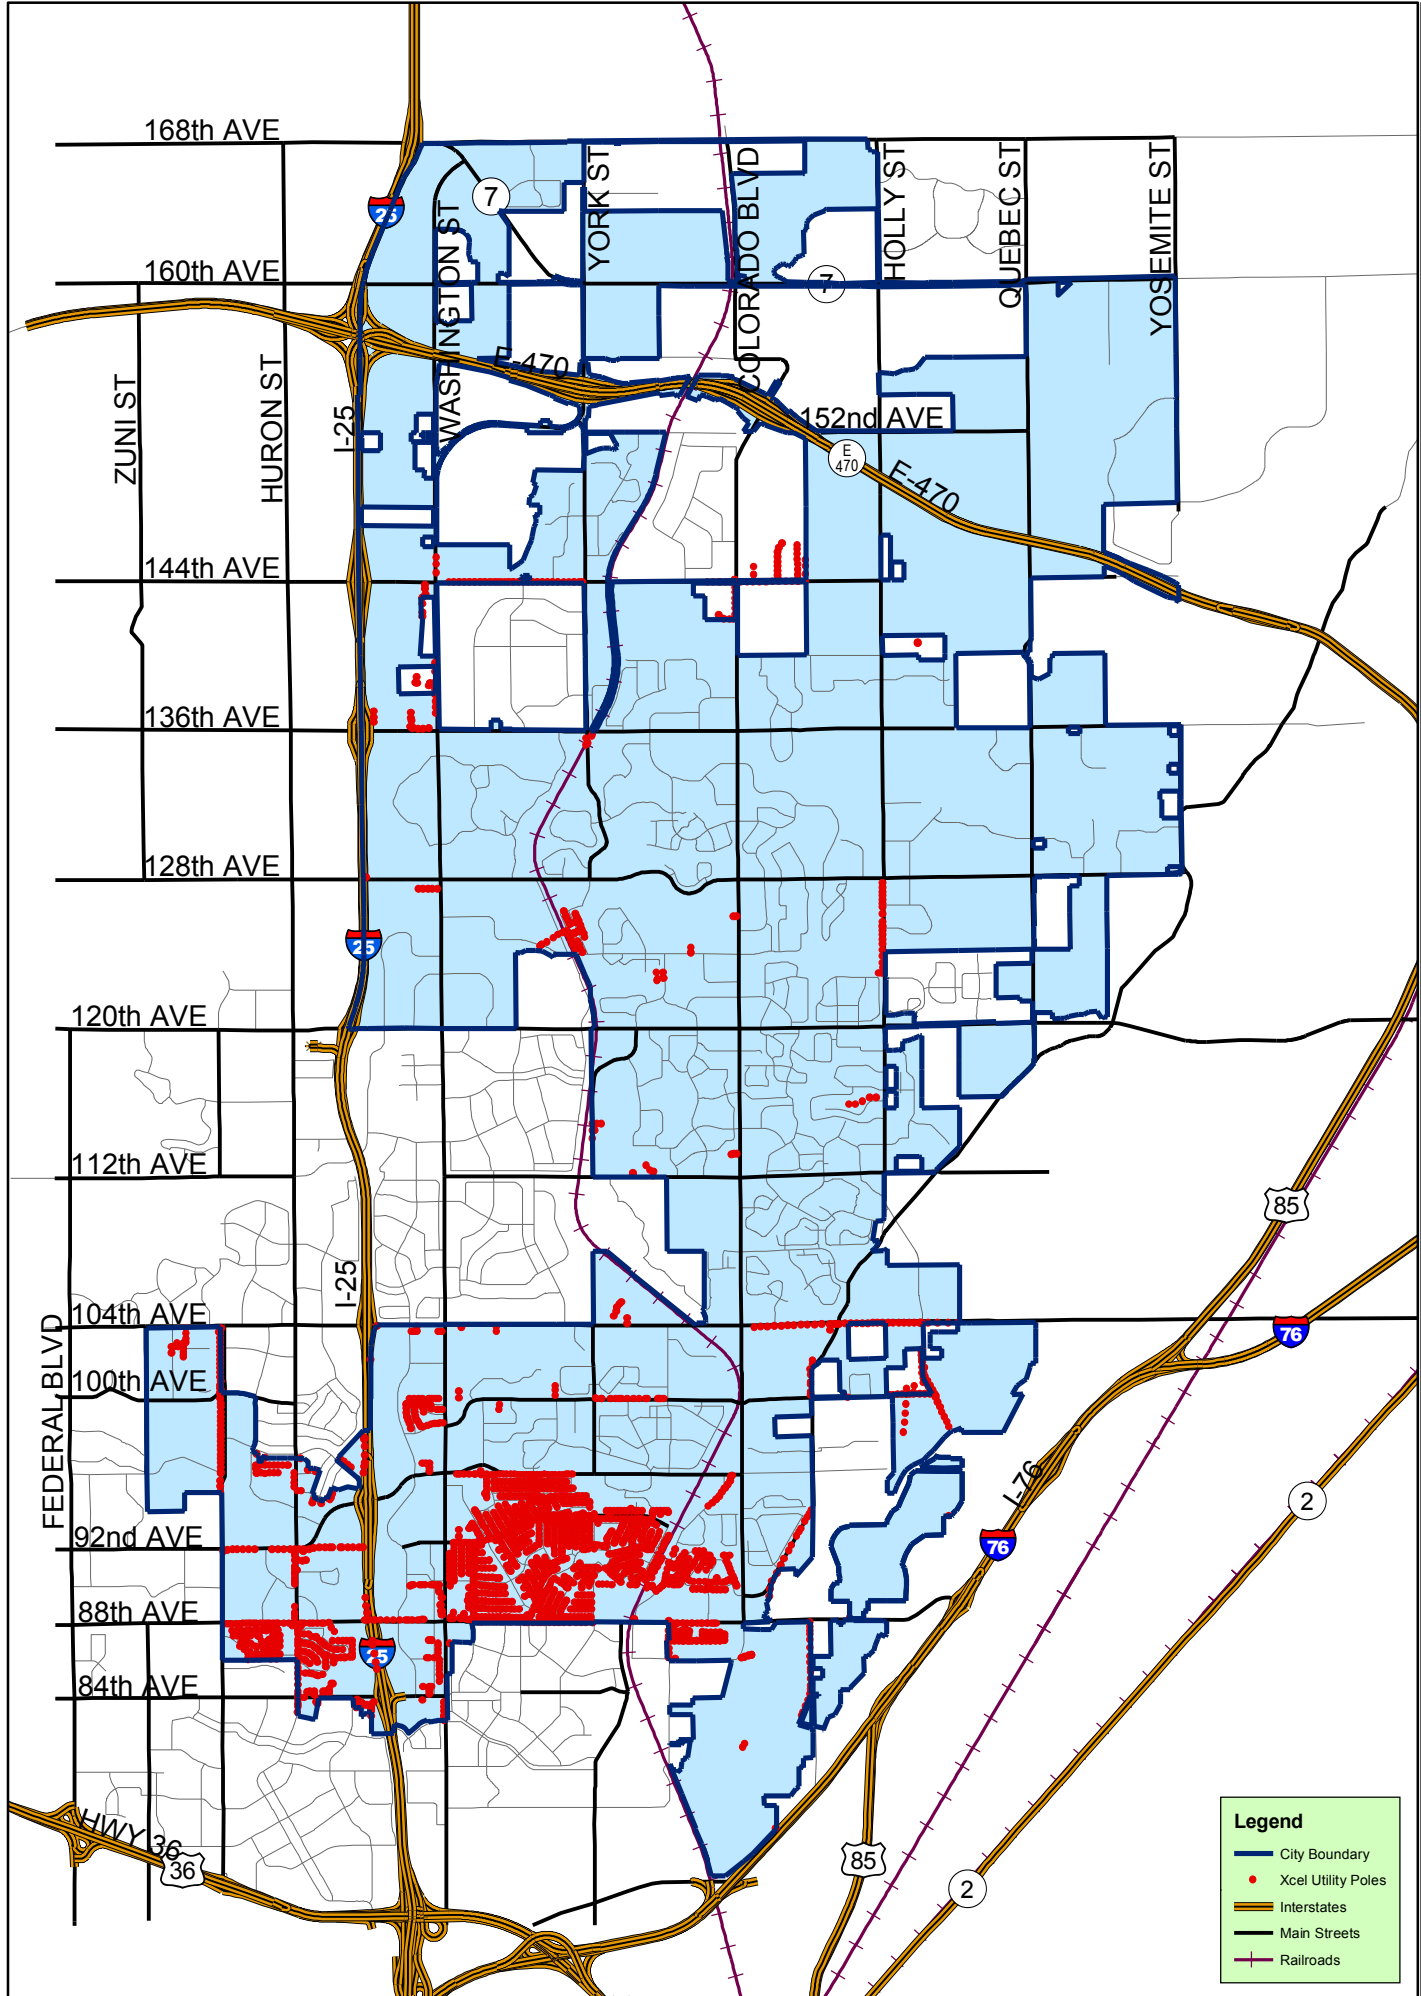 168th AVE
25
7
WASHINGTON ST
YORK ST
COLORADO BLVD
HOLLY ST
QUEBEC ST
YOSEMITE ST
160th AVE
7
E-470
ZUNI ST
HURON ST
I-25
152nd AVE
E
470
E-470
144th AVE
136th AVE
128th AVE
25
120th AVE
112th AVE
85
I-25
104th AVE
76
FEDERAL BLVD
100th AVE
I-76
2
92nd AVE
76
88th AVE
25
84th AVE
HWY 36
36
85
2
Legend
City Boundary
Xcel Utility Poles
Interstates
Main Streets
Railroads